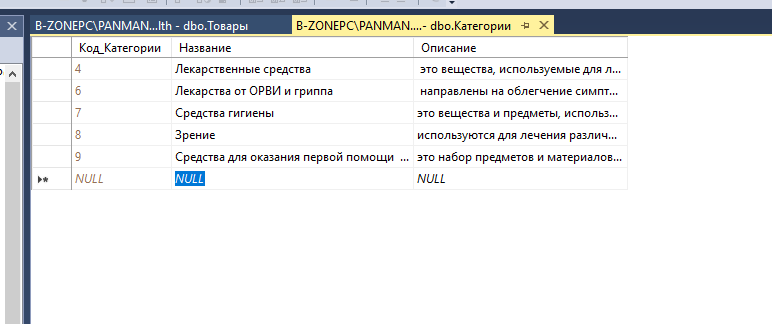 B-ZONEPC\PANMAN...lth - dbo.Товары
B-ZONEPC\PANMAN....- dbo.Категории
Код_Категории Название Описание
4 Лекарственные средства это вещества, используемые для л...
6 Лекарства от ОРВИ и гриппа направлены на облегчение симпт...
7 Средства гигиены это вещества и предметы, использ...
8 Зрение используются для лечения различ...
9 Средства для оказания первой помощи ... это набор предметов и материалов...
NULL NULL NULL